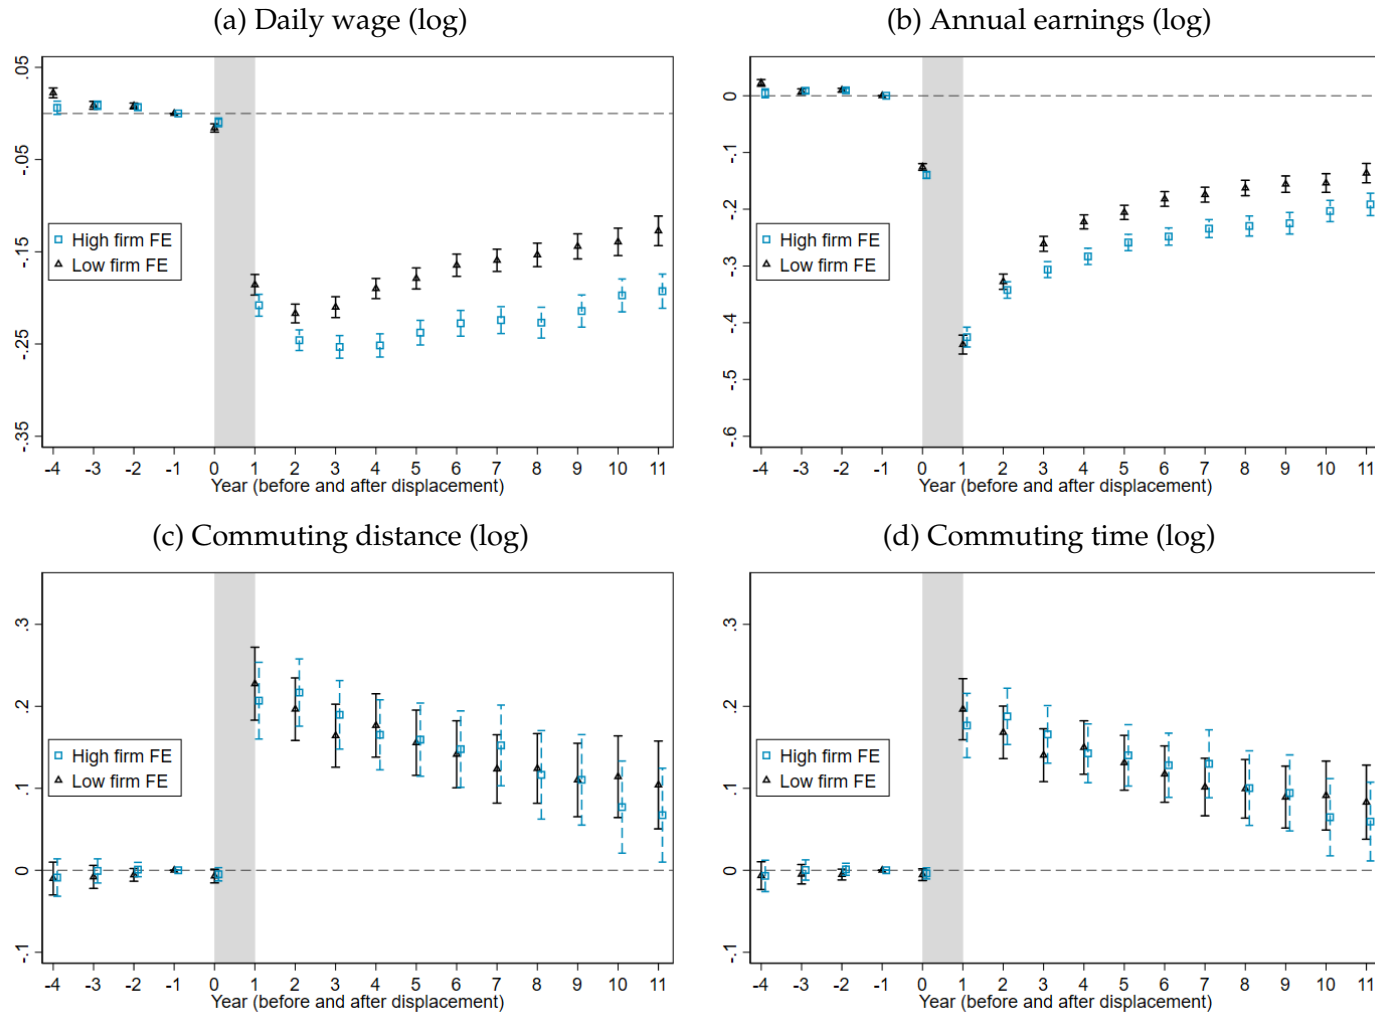 (a) Daily wage (log)
.05
0
-.05
-.15
-.25
-.35
High firm FE
Low firm FE
-4 -3 -2 -1 0 1 2 3 4 5 6 7 8 9 10 11
Year (before and after displacement)
(b) Annual earnings (log)
0
-.1
-.2
-.3
-.4
-.5
-.6
High firm FE
Low firm FE
-4 -3 -2 -1 0 1 2 3 4 5 6 7 8 9 10 11
Year (before and after displacement)
(c) Commuting distance (log)
.3
.2
.1
0
-.1
High firm FE
Low firm FE
-4 -3 -2 -1 0 1 2 3 4 5 6 7 8 9 10 11
Year (before and after displacement)
(d) Commuting time (log)
.3
.2
.1
0
-.1
High firm FE
Low firm FE
-4 -3 -2 -1 0 1 2 3 4 5 6 7 8 9 10 11
Year (before and after displacement)